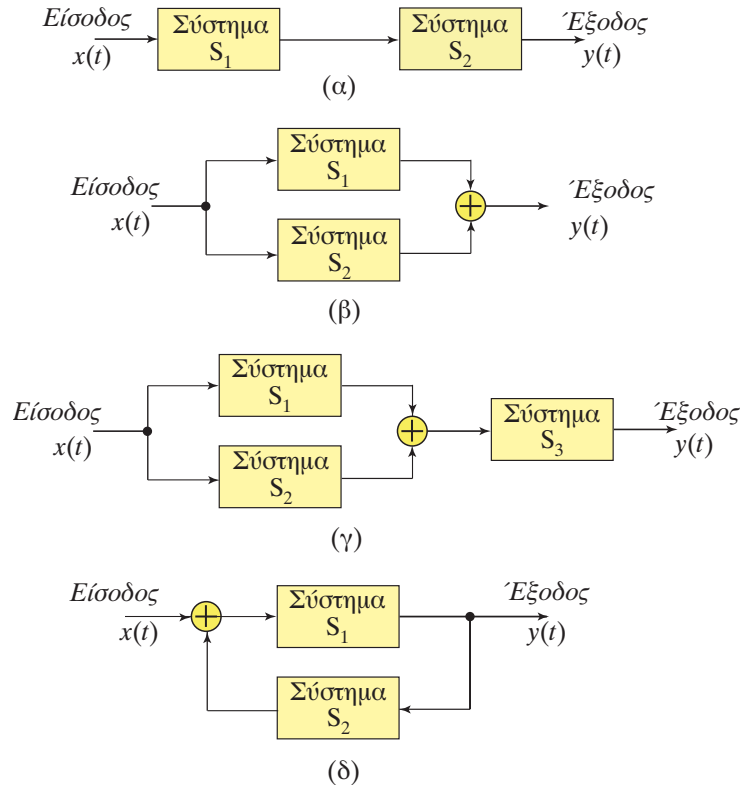 Είσοδος
x(t)
Σύστημα
S1
Σύστημα
S2
Έξοδος
y(t)
(α)
Είσοδος
x(t)
Σύστημα
S1
Σύστημα
S2
+
Έξοδος
y(t)
(β)
Είσοδος
x(t)
Σύστημα
S1
Σύστημα
S2
+
Σύστημα
S3
Έξοδος
y(t)
(γ)
Είσοδος
x(t)
+
Σύστημα
S1
Σύστημα
S2
Έξοδος
y(t)
(δ)